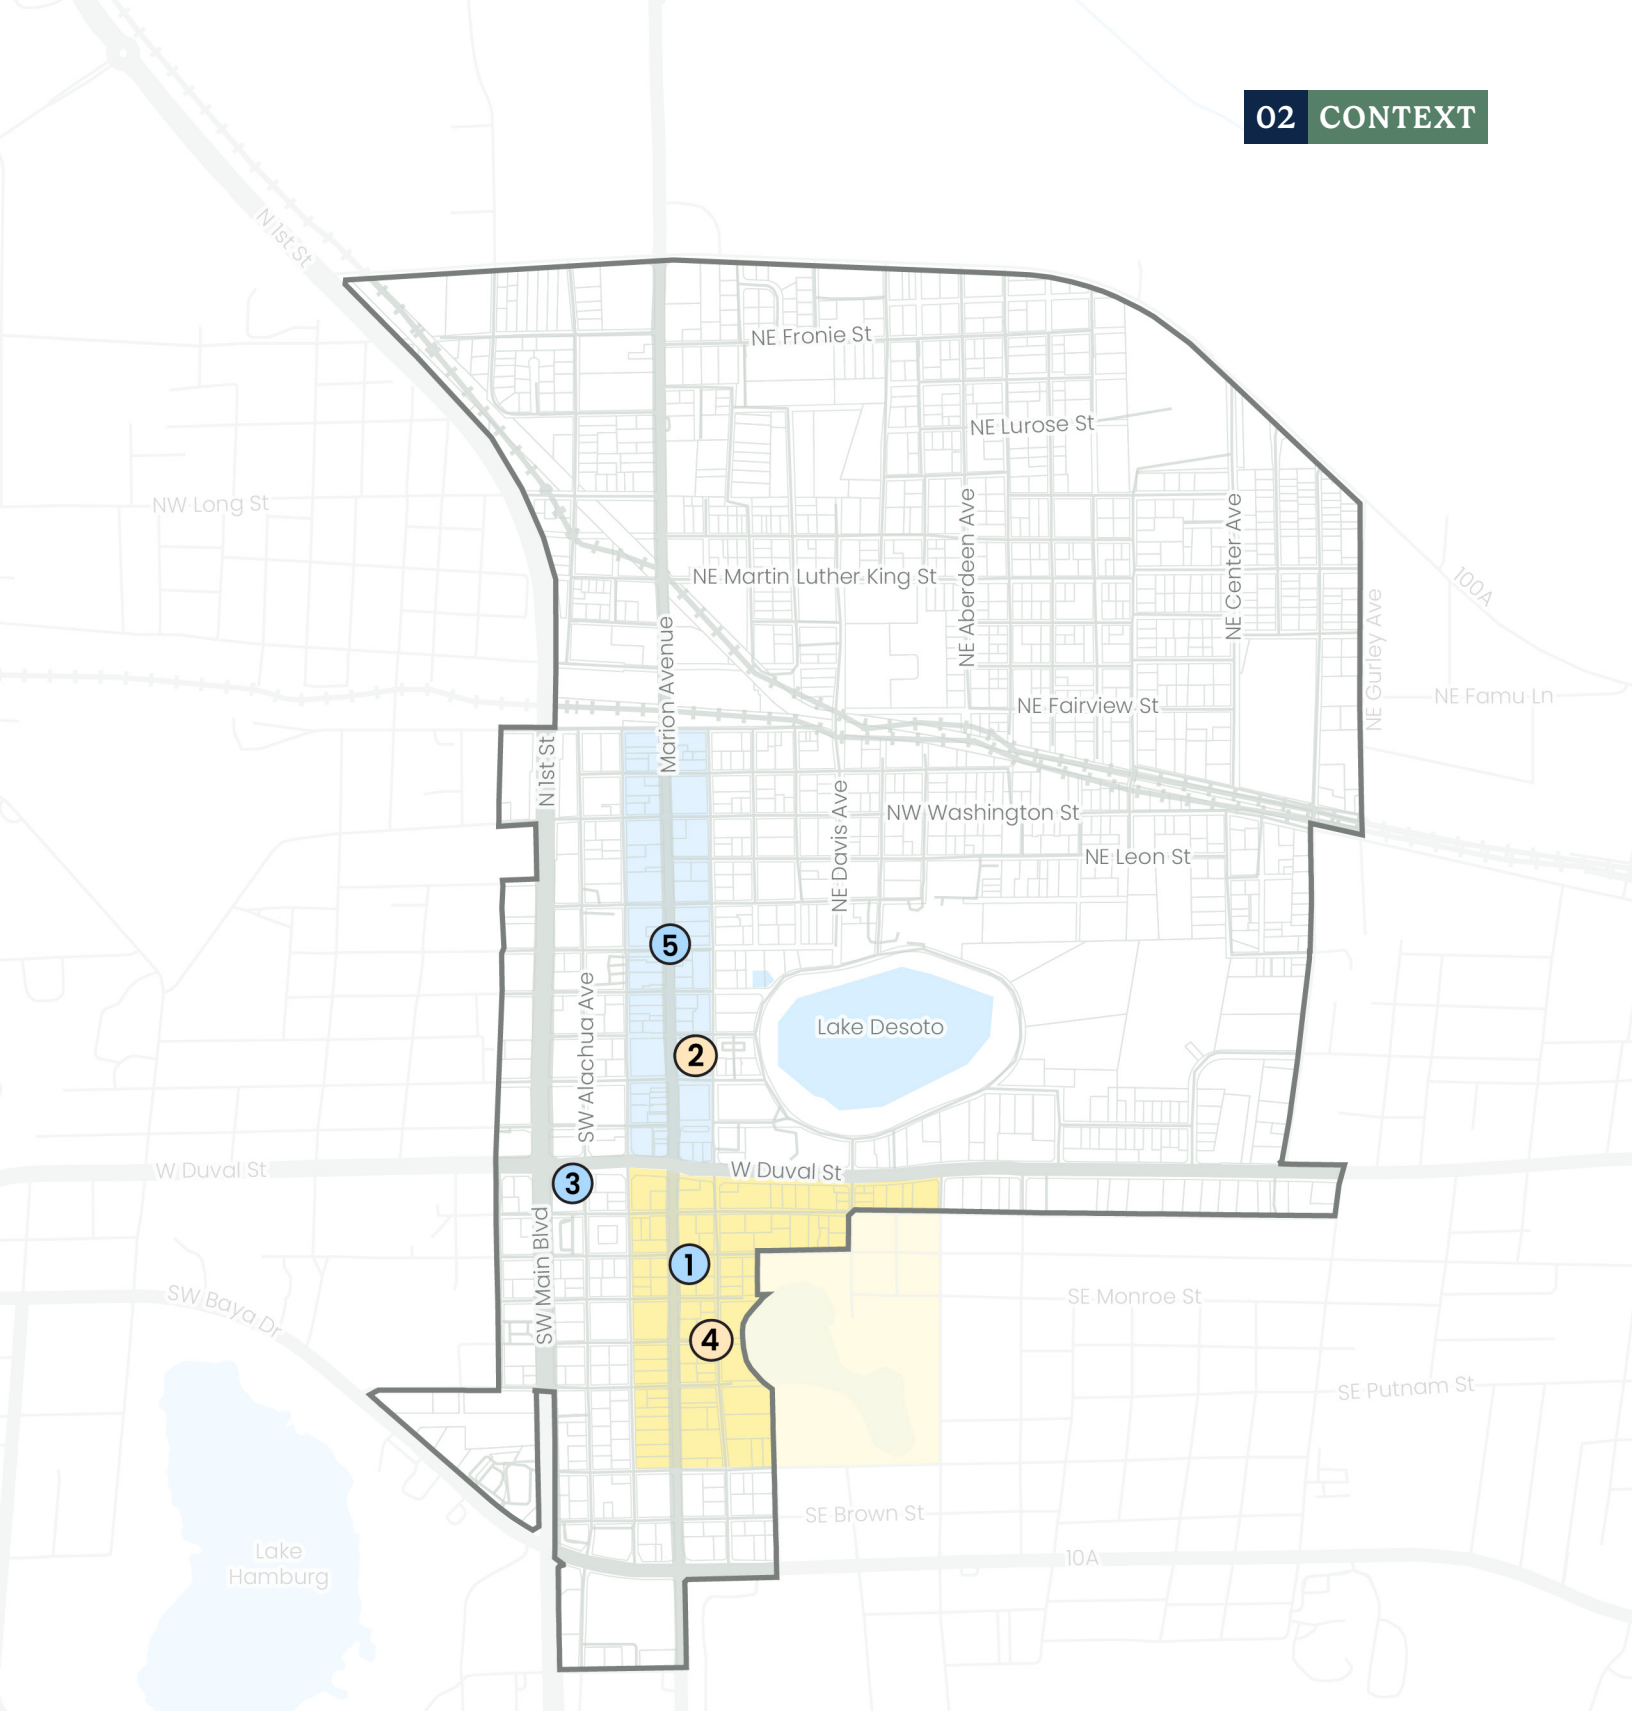 02 CONTEXT
N 1st St
NE Fronie St
NE Lurose St
NW Long St
NE Aberdeen Ave
NE Center Ave
NE Martin Luther King St
100A
NE Gurley Ave
Marion Avenue
NE Famu Ln
NE Fairview St
N 1st St
NE Davis Ave
NW Washington St
NE Leon St
5
SW Alachua Ave
Lake Desoto
2
W Duval St
W Duval St
3
SW Main Blvd
1
SW Baya Dr
SE Monroe St
4
SE Putnam St
SE Brown St
Lake
Hamburg
10A